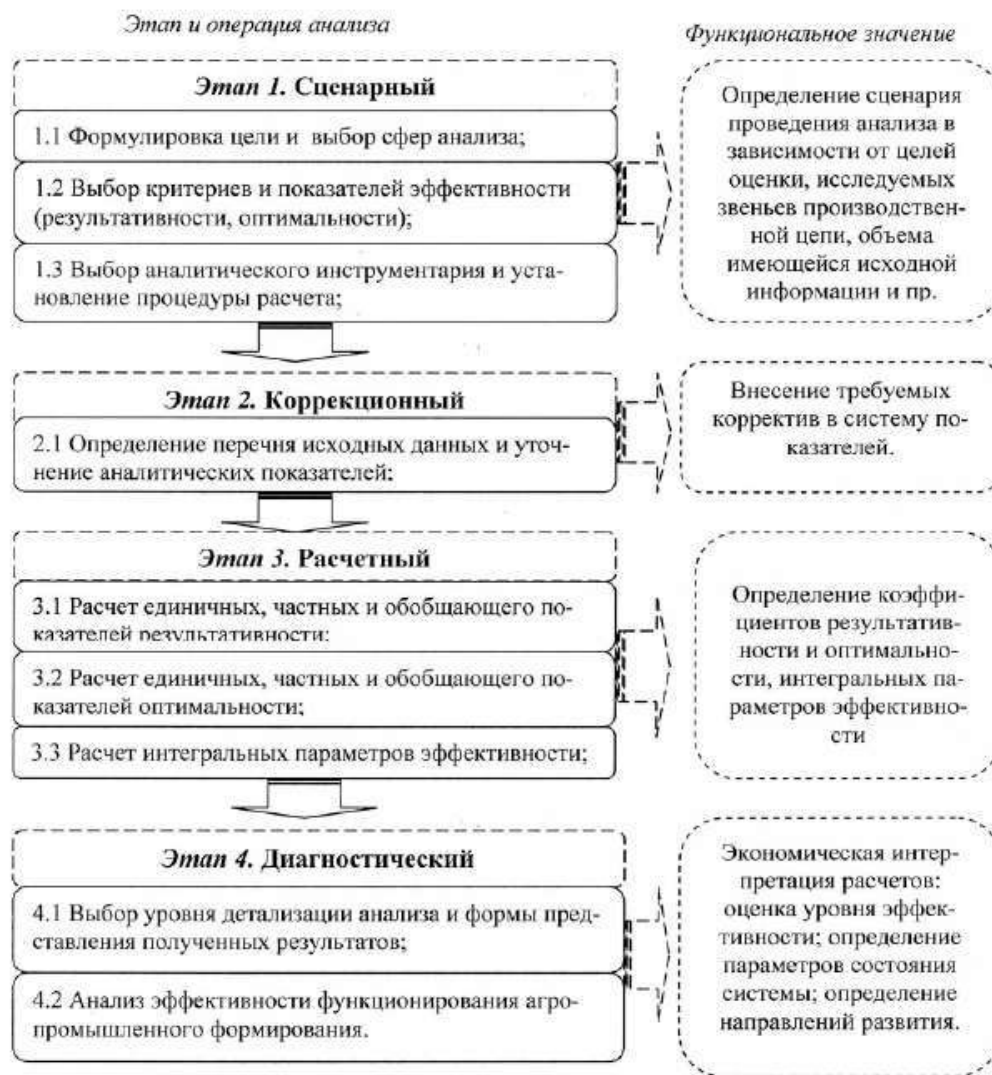 Этап и операция анализа
Функциональное значение
Этап 1. Сценарный
1.1 Формулировка цели и выбор сфер анализа;
1.2 Выбор критериев и показателей эффективности
(результативности, оптимальности);
1.3 Выбор аналитического инструментария и уста-
новление процедуры расчета;
Определение сценария
проведения анализа в
зависимости от целей
оценки, исследуемых
звеньев производствен-
ной цепи, объема
имеющейся исходной
информации и пр.
Этап 2. Коррекционный
2.1 Определение перечня исходных данных и уточ-
нение аналитических показателей;
Внесение требуемых
корректив в систему по-
казателей.
Этап 3. Расчетный
3.1 Расчет единичных, частных и обобщающего по-
казателей результативности;
3.2 Расчет единичных, частных и обобщающего по-
казателей оптимальности;
3.3 Расчет интегральных параметров эффективности;
Определение коэффи-
циентов результатив-
ности и оптимально-
сти, интегральных па-
раметров эффективно-
сти
Этап 4. Диагностический
4.1 Выбор уровня детализации анализа и формы пред-
ставления полученных результатов;
4.2 Анализ эффективности функционирования агро-
промышленного формирования.
Экономическая интер-
претация расчетов:
оценка уровня эффек-
тивности; определение
параметров состояния
системы; определение
направлений развития.